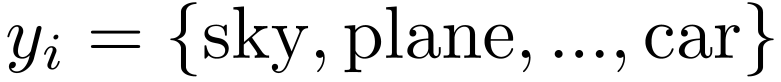 y_i = {sky, plane, ..., car}